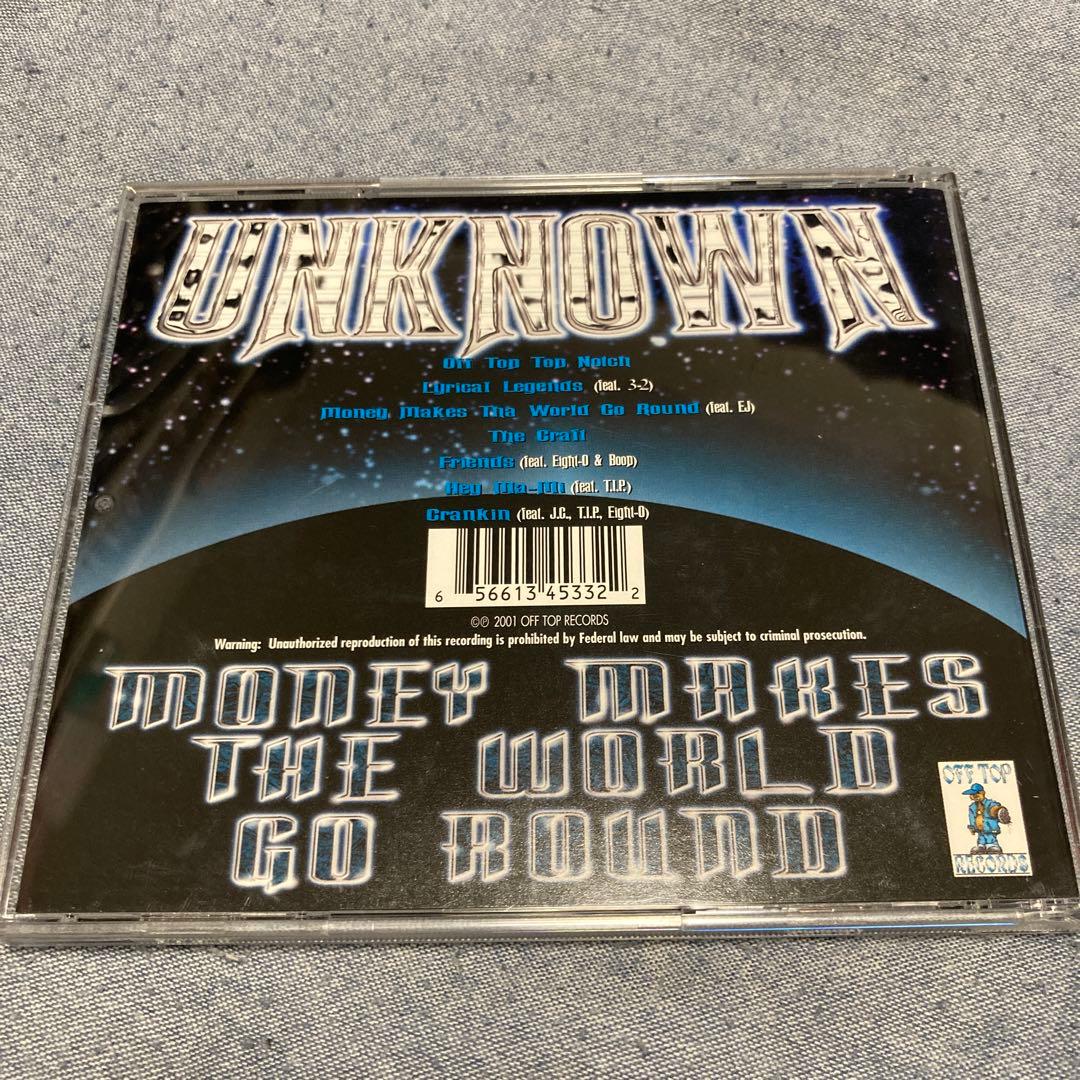 UNKNOWN
Off Top Top Notch
Lyrical Legends (feat. 3-2)
Money Makes Tha World Go Round (feat. EJ)
The Craft
Friends (feat. Eight-O & Boop)
Hey Ma-Mi (feat. T.I.P.)
Crankin (feat. J.C., T.I.P., Eight-O)
6 56613 45332 2
©℗ 2001 OFF TOP RECORDS
Warning: Unauthorized reproduction of this recording is prohibited by Federal law and may be subject to criminal prosecution.
MONEY MAKES
THE WORLD
GO ROUND
OFF TOP
RECORDS